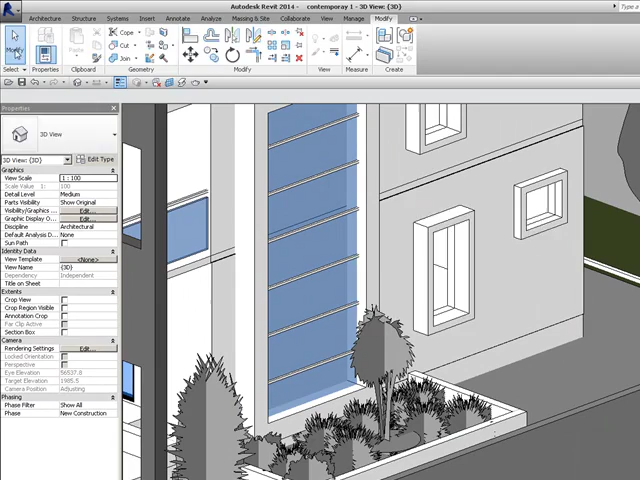 Autodesk Revit 2014 - contemporay 1 - 3D View: {3D}
Type a
Architecture Structure Systems Insert Annotate Analyze Massing & Site Collaborate View Manage Modify
Modify
Cope
Cut
Join
Paste
Select Properties Clipboard Geometry Modify View Measure Create
Properties
3D View
3D View: {3D} Edit Type
Graphics
View Scale 1 : 100
Scale Value 1: 100
Detail Level Medium
Parts Visibility Show Original
Visibility/Graphics ... Edit...
Graphic Display O... Edit...
Discipline Architectural
Default Analysis D... None
Sun Path
Identity Data
View Template <None>
View Name {3D}
Dependency Independent
Title on Sheet
Extents
Crop View
Crop Region Visible
Annotation Crop
Far Clip Active
Section Box
Camera
Rendering Settings Edit...
Locked Orientation
Perspective
Eye Elevation 56537.8
Target Elevation 1985.5
Camera Position Adjusting
Phasing
Phase Filter Show All
Phase New Construction